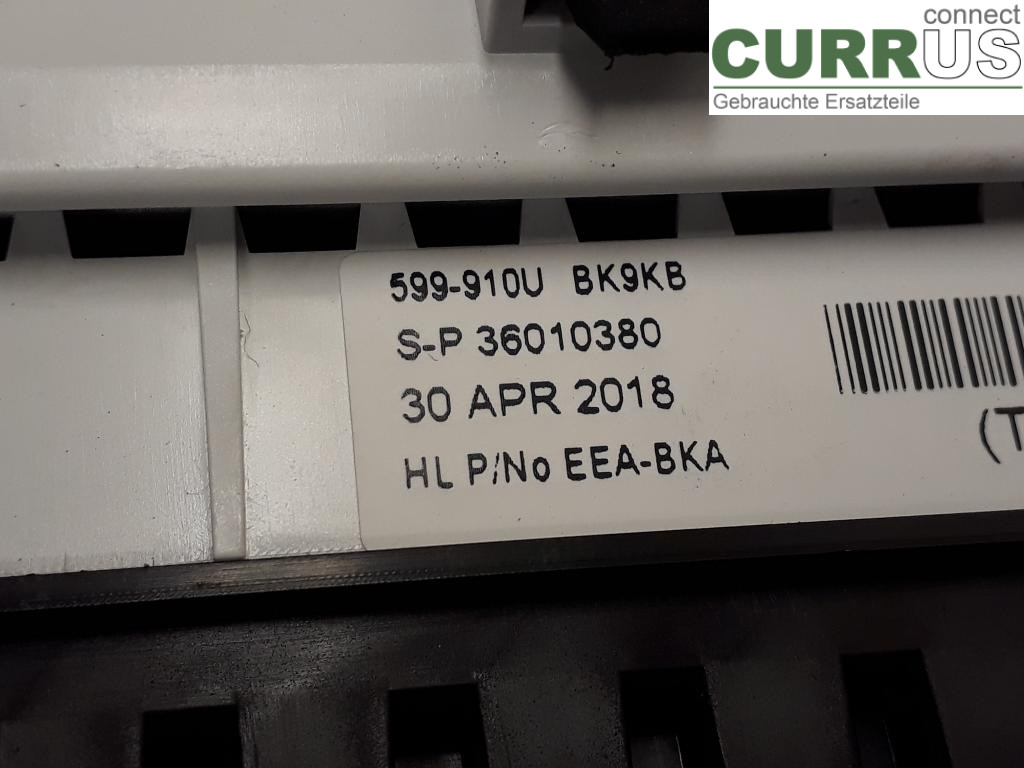 connect
CURRUS
Gebrauchte Ersatzteile
599-910U BK9KB
S-P 36010380
30 APR 2018
HL P/No EEA-BKA
(T